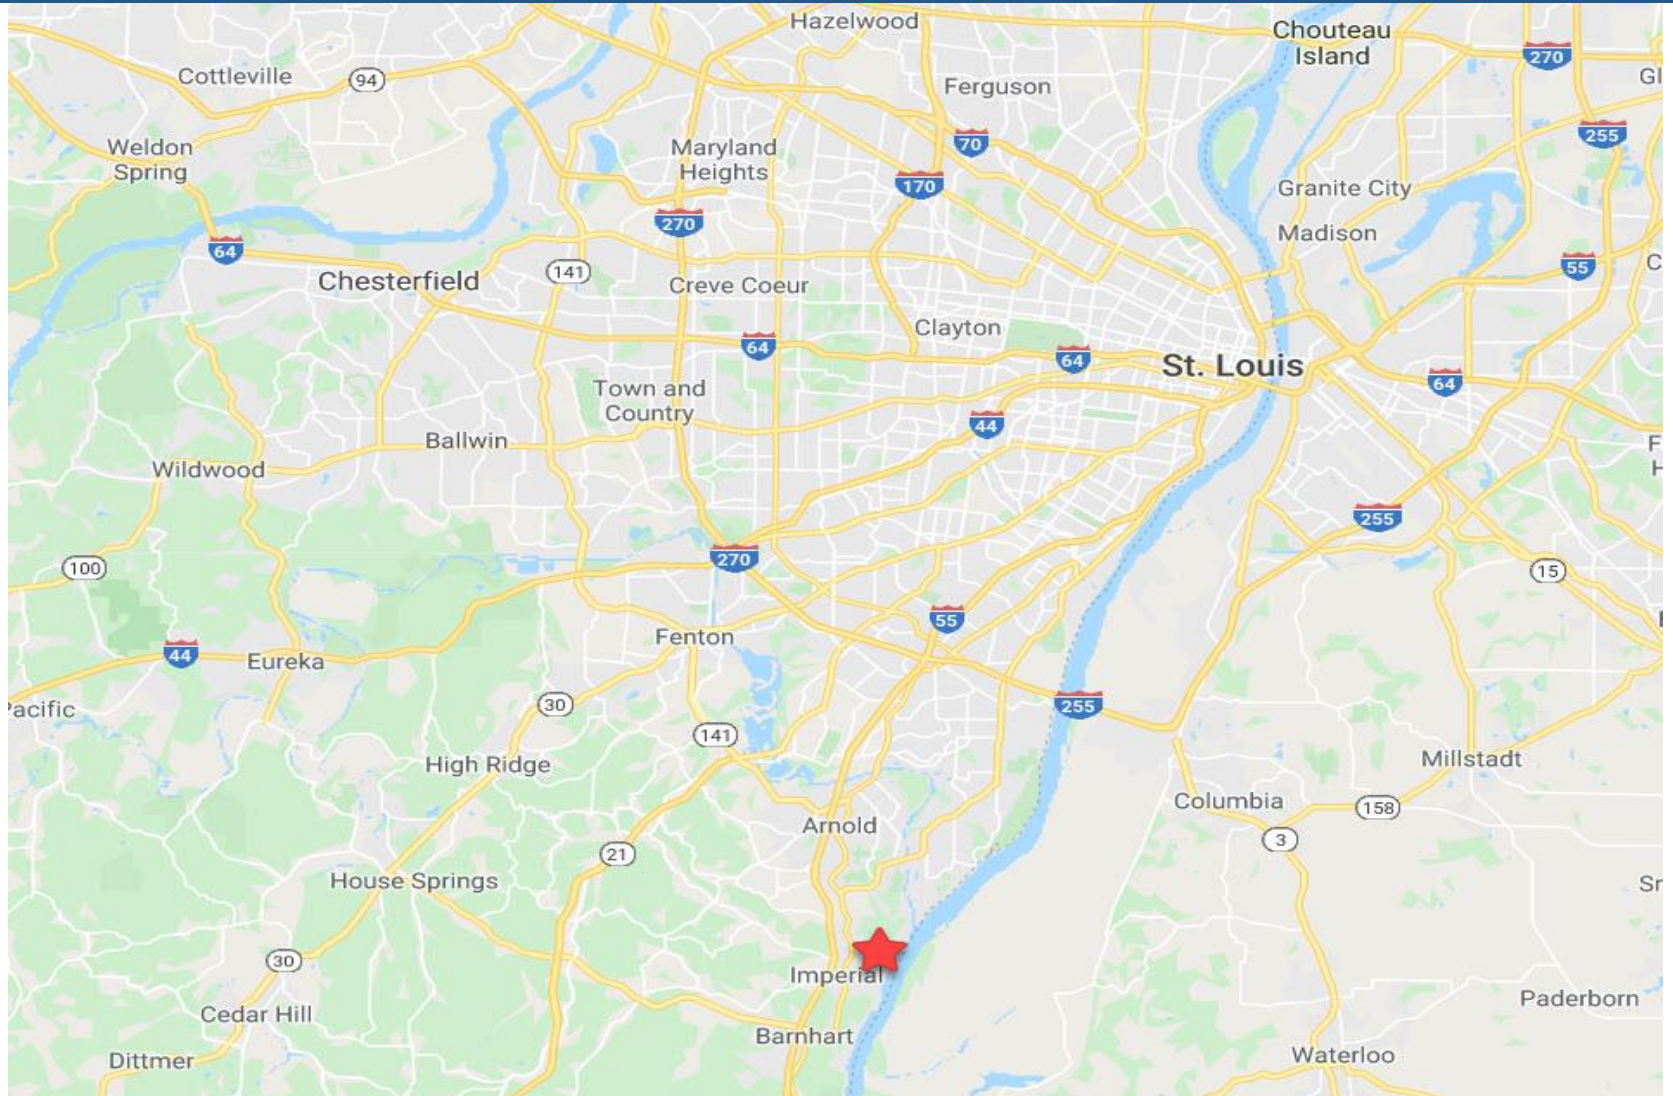 Hazelwood
Chouteau
Island
270
Cottleville
94
Ferguson
Gl
255
70
Weldon
Spring
Maryland
Heights
170
Granite City
270
Madison
64
141
55
C
Chesterfield
Creve Coeur
Clayton
64
64
St. Louis
64
Town and
Country
44
Ballwin
F
H
Wildwood
255
270
100
15
55
Fenton
44
Eureka
30
255
Pacific
141
High Ridge
Millstadt
Columbia
158
Arnold
3
21
House Springs
Sr
30
Imperial
Paderborn
Cedar Hill
Barnhart
Dittmer
Waterloo